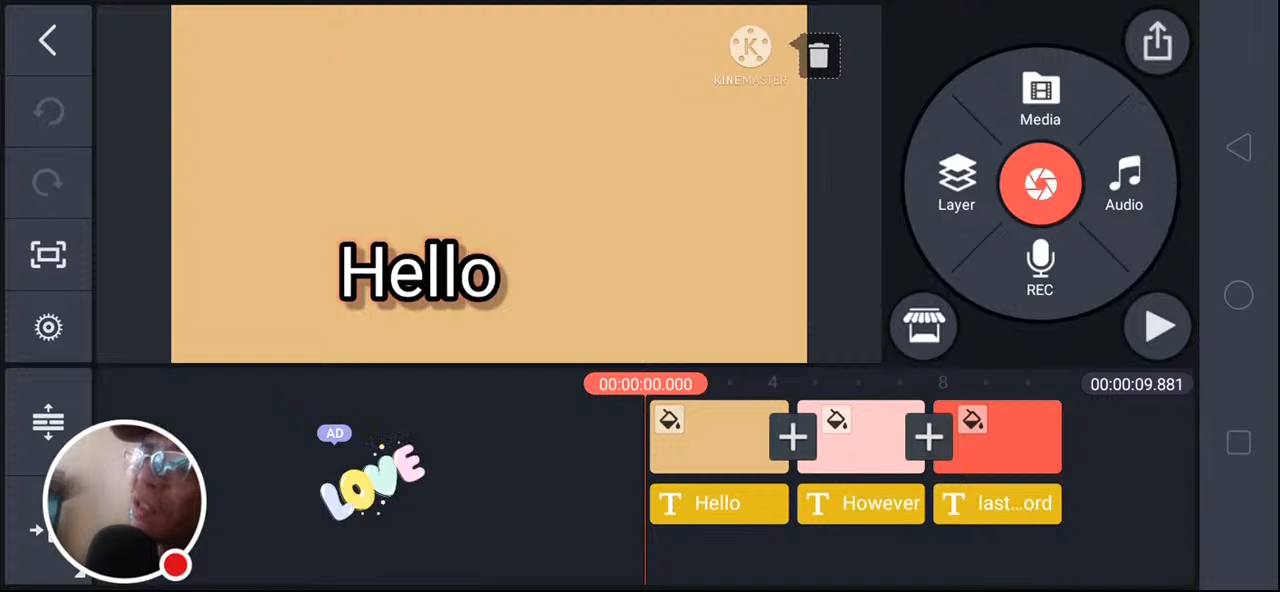 K
KINEMASTER
Hello
Media
Layer
Audio
REC
00:00:00.000
4
8
00:00:09.881
AD
LOVE
T Hello
T However
T last...ord